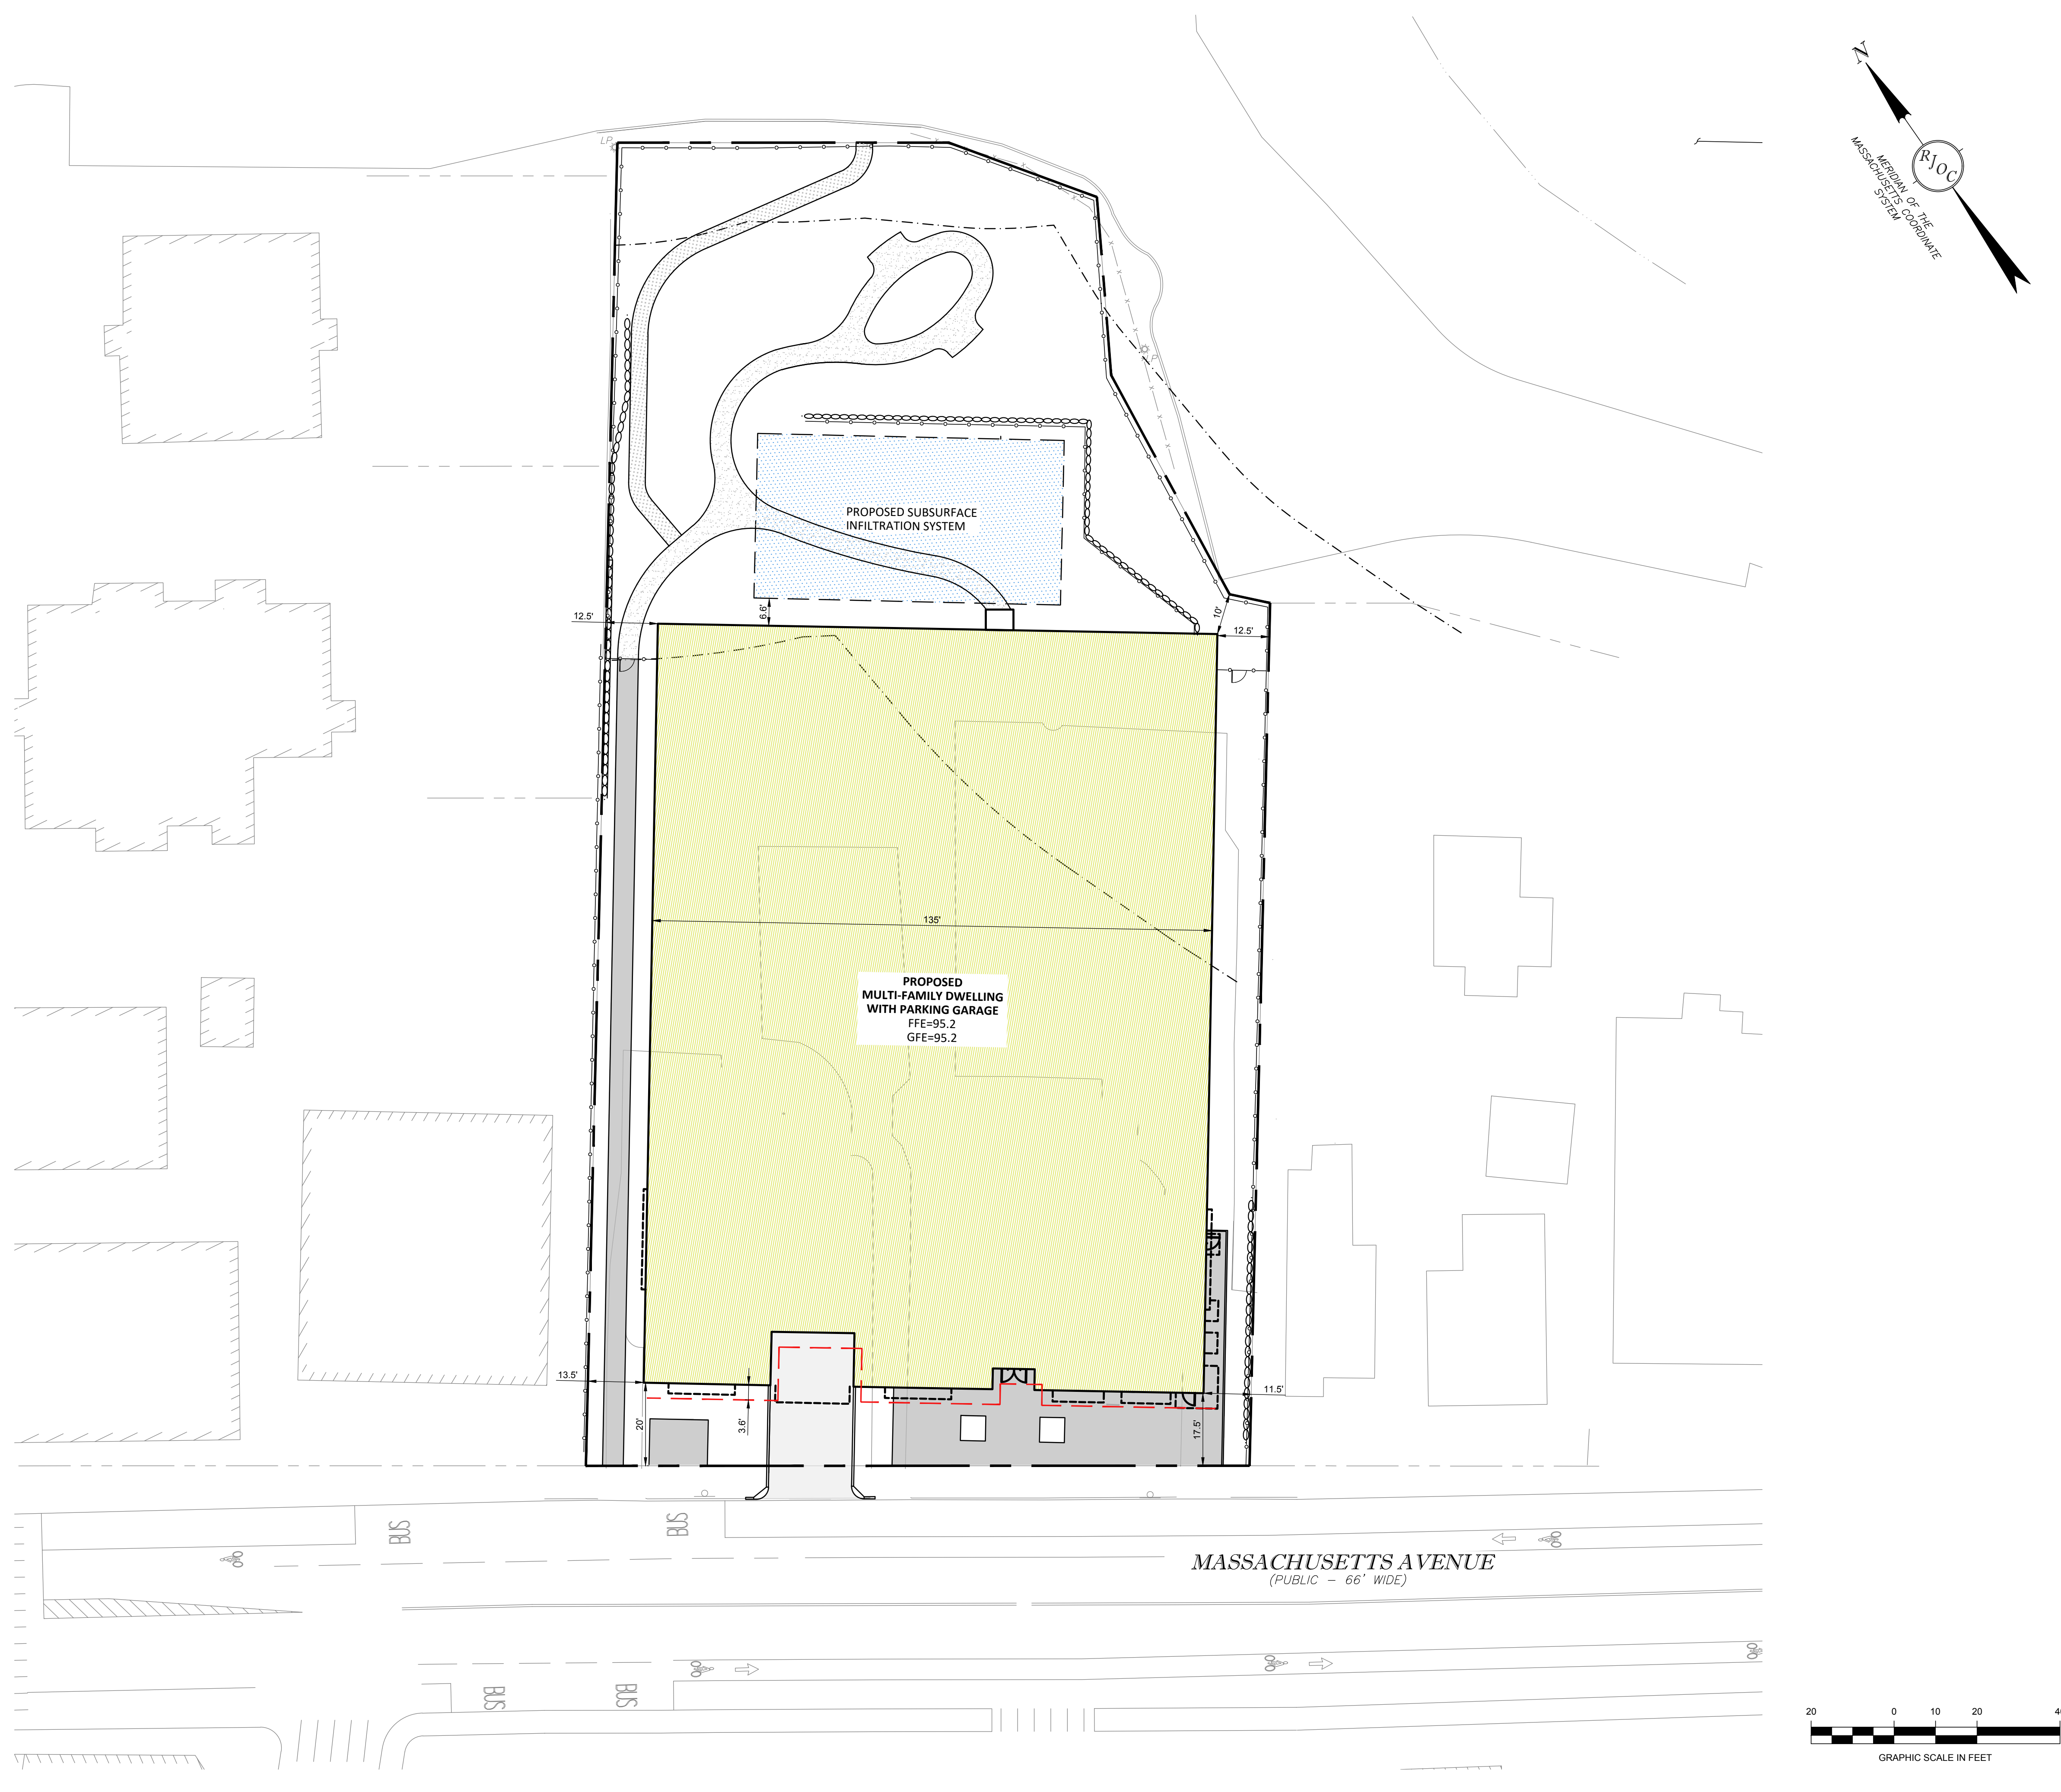 N
RJOC
MERIDIAN OF THE
MASSACHUSETTS COORDINATE
SYSTEM
LP
LP
PROPOSED SUBSURFACE
INFILTRATION SYSTEM
12.5'
6.6'
10'
12.5'
135'
PROPOSED
MULTI-FAMILY DWELLING
WITH PARKING GARAGE
FFE=95.2
GFE=95.2
13.5'
11.5'
20'
3.6'
17.5'
BUS
BUS
MASSACHUSETTS AVENUE
(PUBLIC – 66' WIDE)
BUS
BUS
20 0 10 20
GRAPHIC SCALE IN FEET